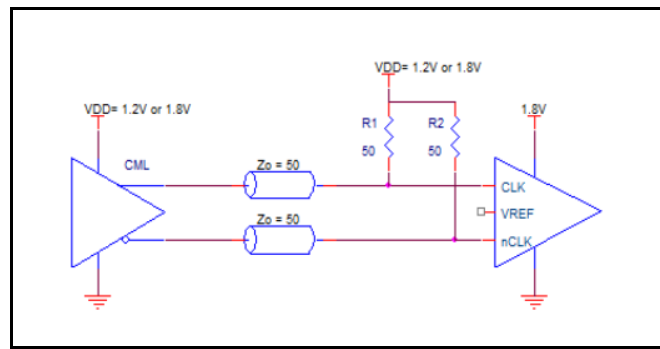 VDD= 1.2V or 1.8V
VDD= 1.2V or 1.8V
1.8V
R1
R2
CML
50
50
Zo = 50
CLK
VREF
Zo = 50
nCLK